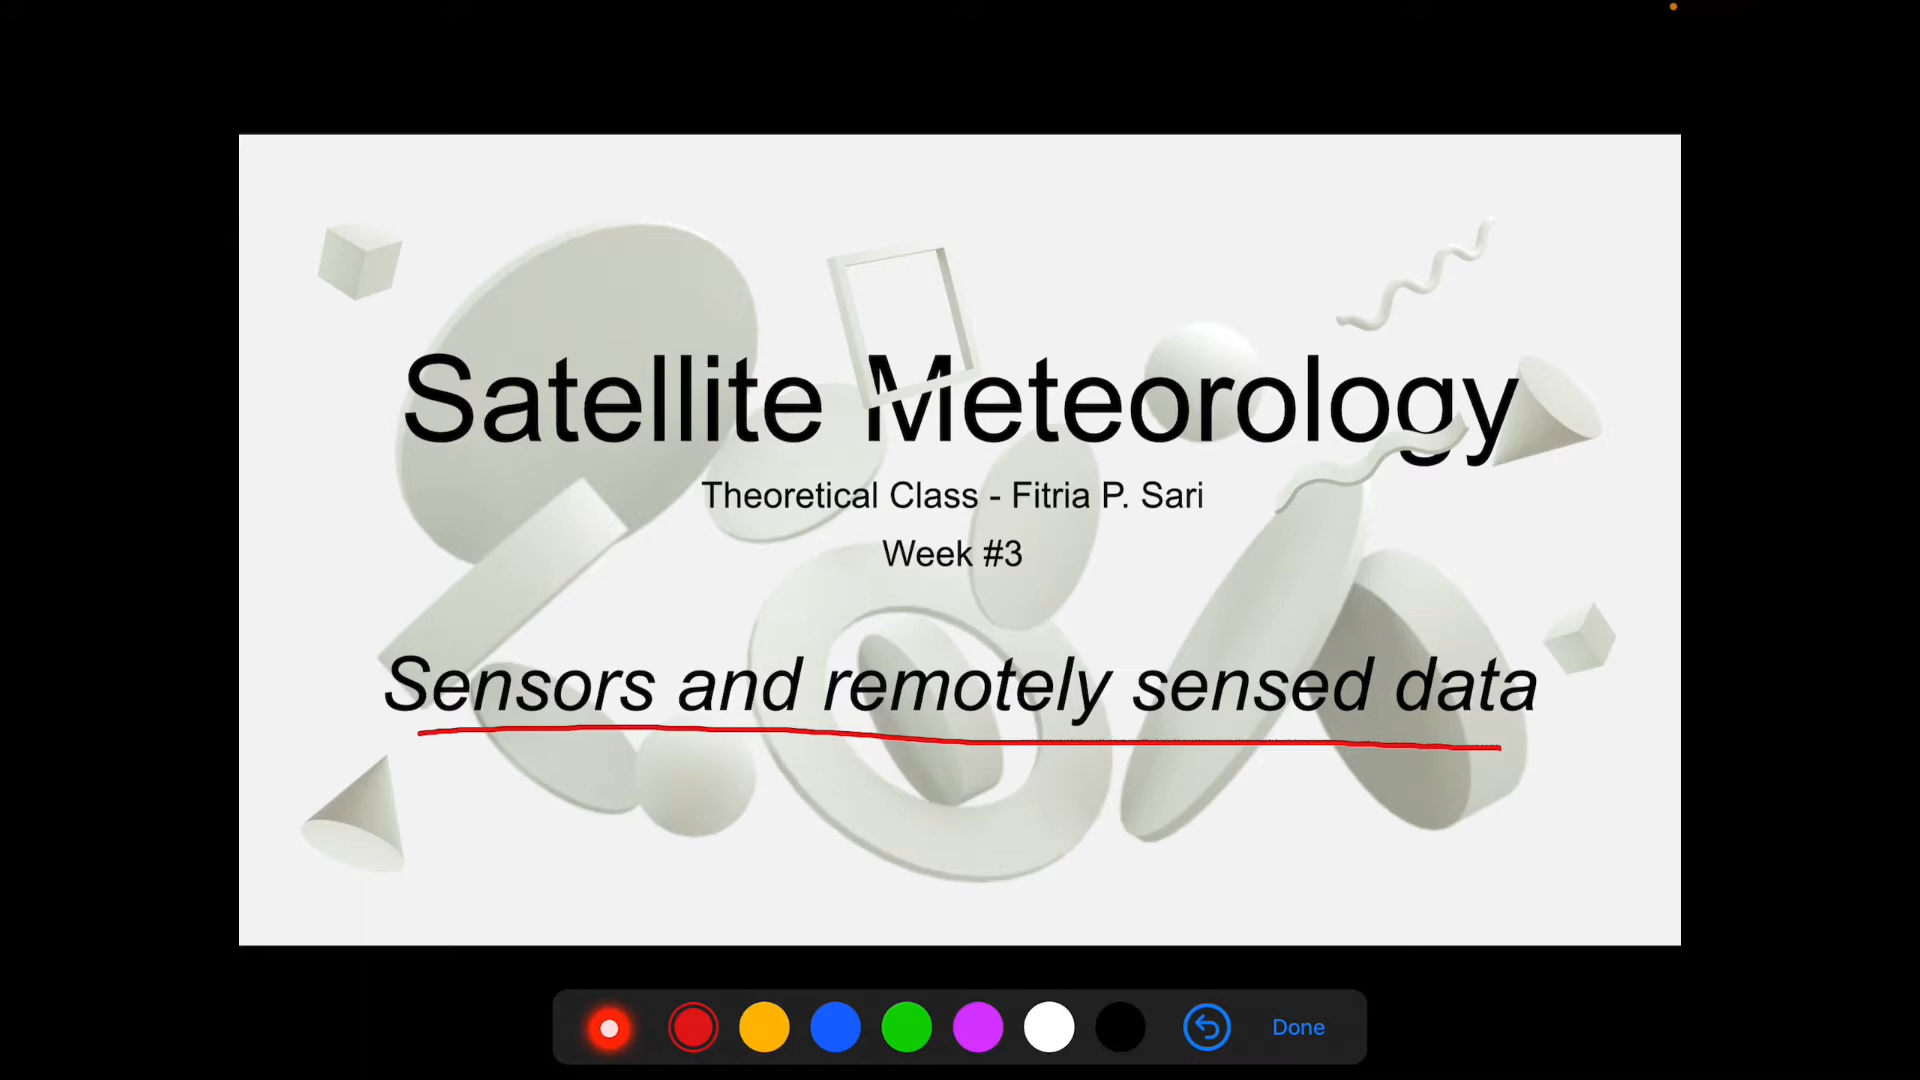 Satellite Meteorology
Theoretical Class - Fitria P. Sari
Week #3
Sensors and remotely sensed data
Done